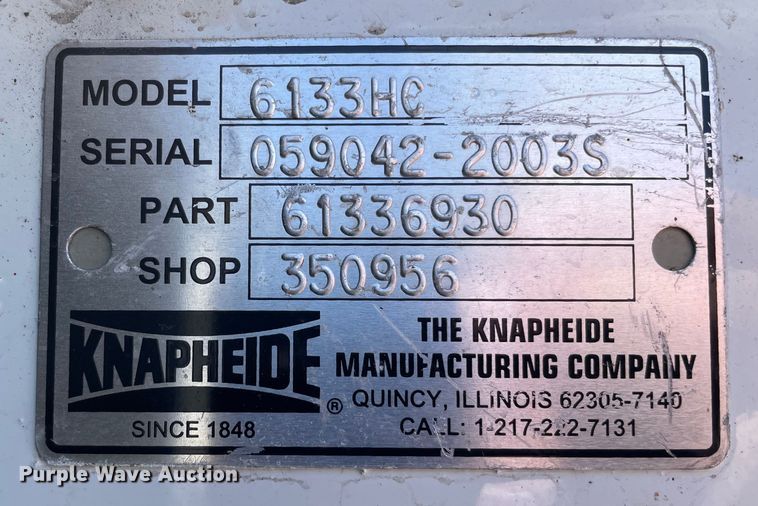 MODEL 6133HC
SERIAL 059042-2003S
PART 61336930
SHOP 350956
KNAPHEIDE ®
SINCE 1848
THE KNAPHEIDE
MANUFACTURING COMPANY
QUINCY, ILLINOIS 62305-7140
CALL: 1-217-222-7131
Purple Wave Auction